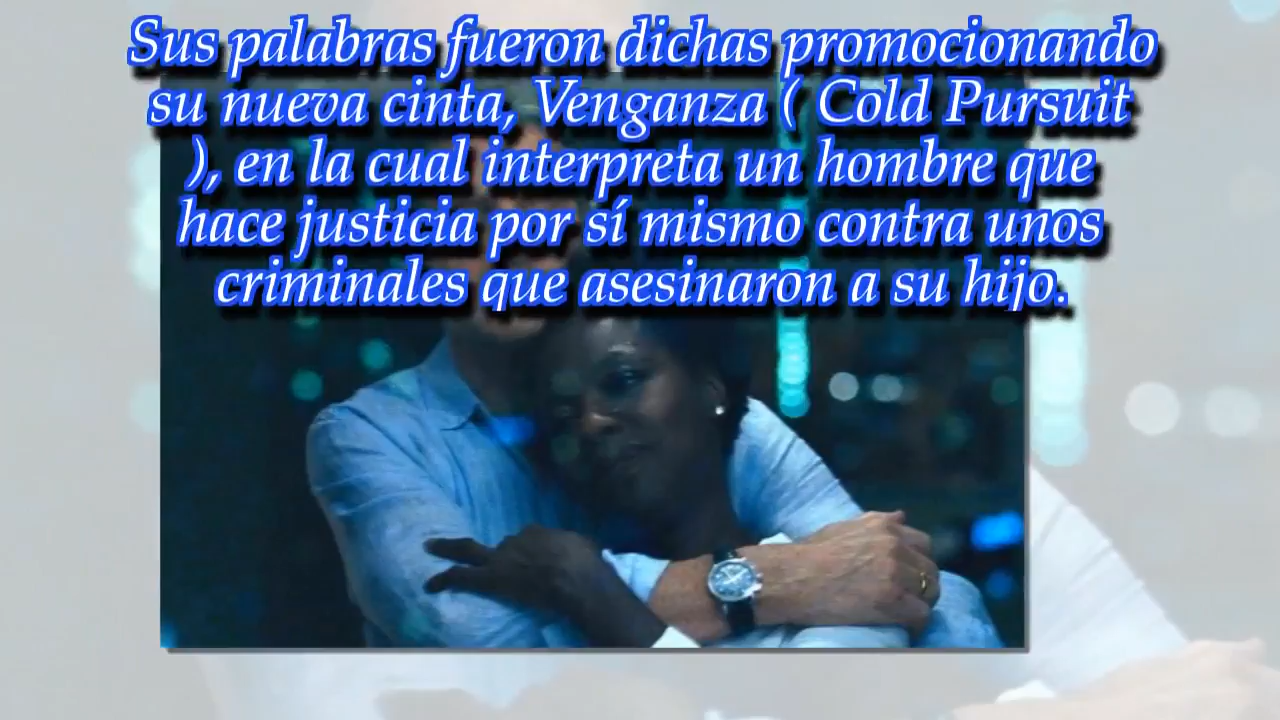 Sus palabras fueron dichas promocionando
su nueva cinta, Venganza ( Cold Pursuit
), en la cual interpreta un hombre que
hace justicia por sí mismo contra unos
criminales que asesinaron a su hijo.